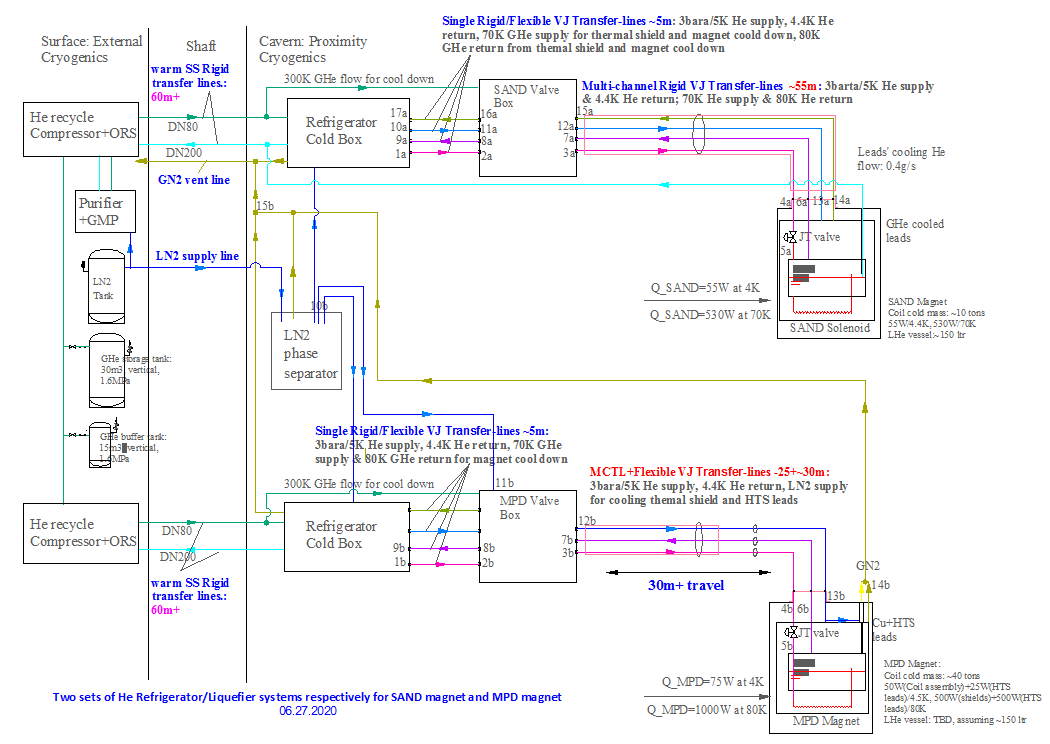 Single Rigid/Flexible VJ Transfer-lines ~5m: 3bara/5K He supply, 4.4K He
return, 70K GHe supply for thermal shield and magnet coold down, 80K
GHe return from themal shield and magnet cool down
Surface: External
Cryogenics
Shaft
Cavern: Proximity
Cryogenics
warm SS Rigid
transfer lines.:
60m+
300K GHe flow for cool down
SAND Valve
Box
Multi-channel Rigid VJ Transfer-lines ~55m: 3barta/5K He supply
& 4.4K He return; 70K He supply & 80K He return
He recycle
Compressor+ORS
DN80
DN200
GN2 vent line
Refrigerator
Cold Box
17a
10a
9a
1a
16a
11a
8a
2a
15a
12a
7a
3a
Leads' cooling He
flow: 0.4g/s
Purifier
+GMP
15b
4a
6a
13a
14a
GHe cooled
leads
JT valve
5a
LN2 supply line
LN2
Tank
Q_SAND=55W at 4K
Q_SAND=530W at 70K
10b
LN2
phase
separator
SAND Solenoid
SAND Magnet
Coil cold mass: ~10 tons
55W/4.4K, 530W/70K
LHe vessel:~150 ltr
GHe storage tank:
30m3, vertical,
1.6MPa
GHe buffer tank:
15m3 vertical,
1.6MPa
Single Rigid/Flexible VJ Transfer-lines ~5m:
3bara/5K He supply, 4.4K He return, 70K GHe
supply & 80K GHe return for magnet cool down
MCTL+Flexible VJ Transfer-lines -25+~30m:
3bara/5K He supply, 4.4K He return, LN2 supply
for cooling themal shield and HTS leads
300K GHe flow for cool down
11b
MPD Valve
Box
He recycle
Compressor+ORS
DN80
DN200
Refrigerator
Cold Box
9b
1b
8b
2b
12b
7b
3b
warm SS Rigid
transfer lines.:
60m+
30m+ travel
GN2
14b
13b
4b
6b
Cu+HTS
leads
JT valve
5b
Q_MPD=75W at 4K
Q_MPD=1000W at 80K
MPD Magnet
MPD Magnet:
Coil cold mass: ~40 tons
50W(Coil assembly)+25W(HTS
leads)/4.5K, 500W(shields)+500W(HTS
leads)/80K
LHe vessel: TBD, assuming ~150 ltr
Two sets of He Refrigerator/Liquefier systems respectively for SAND magnet and MPD magnet
06.27.2020